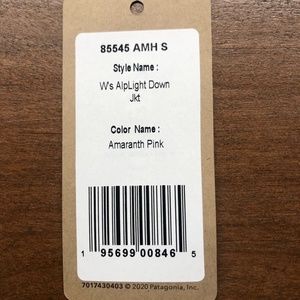 85545 AMH S
Style Name :
W's AlpLight Down
Jkt
Color Name :
Amaranth Pink
1 95699 00846 5
7017430403 © 2020 Patagonia, Inc.